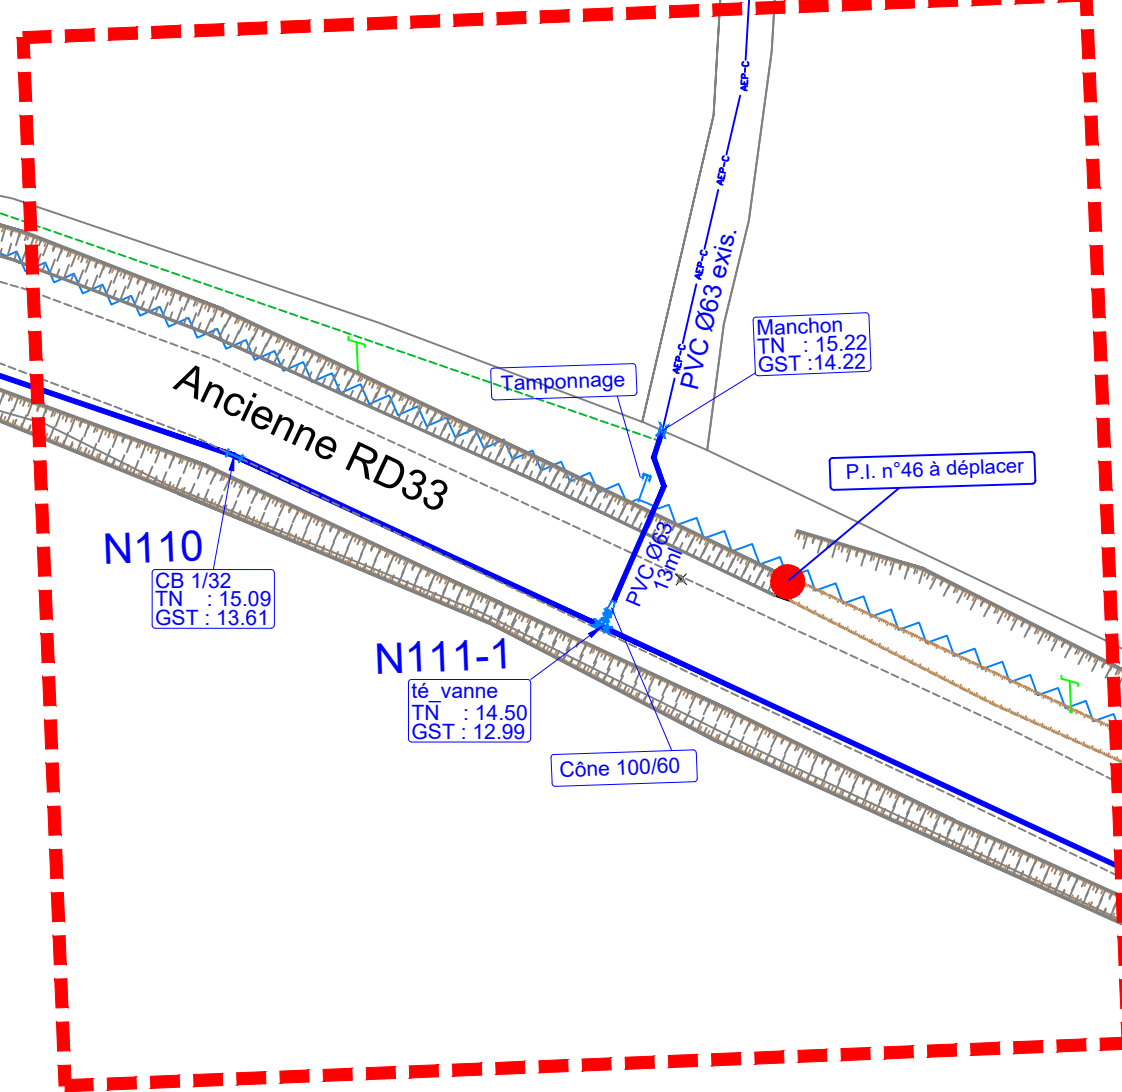 AEP-C
AEP-C
AEP-C
AEP-C
PVC Ø63 exis.
Manchon
TN : 15.22
GST :14.22
Tamponnage
Ancienne RD33
P.I. n°46 à déplacer
N110
CB 1/32
TN : 15.09
GST : 13.61
PVC Ø63
13ml
N111-1
té_vanne
TN : 14.50
GST : 12.99
Cône 100/60